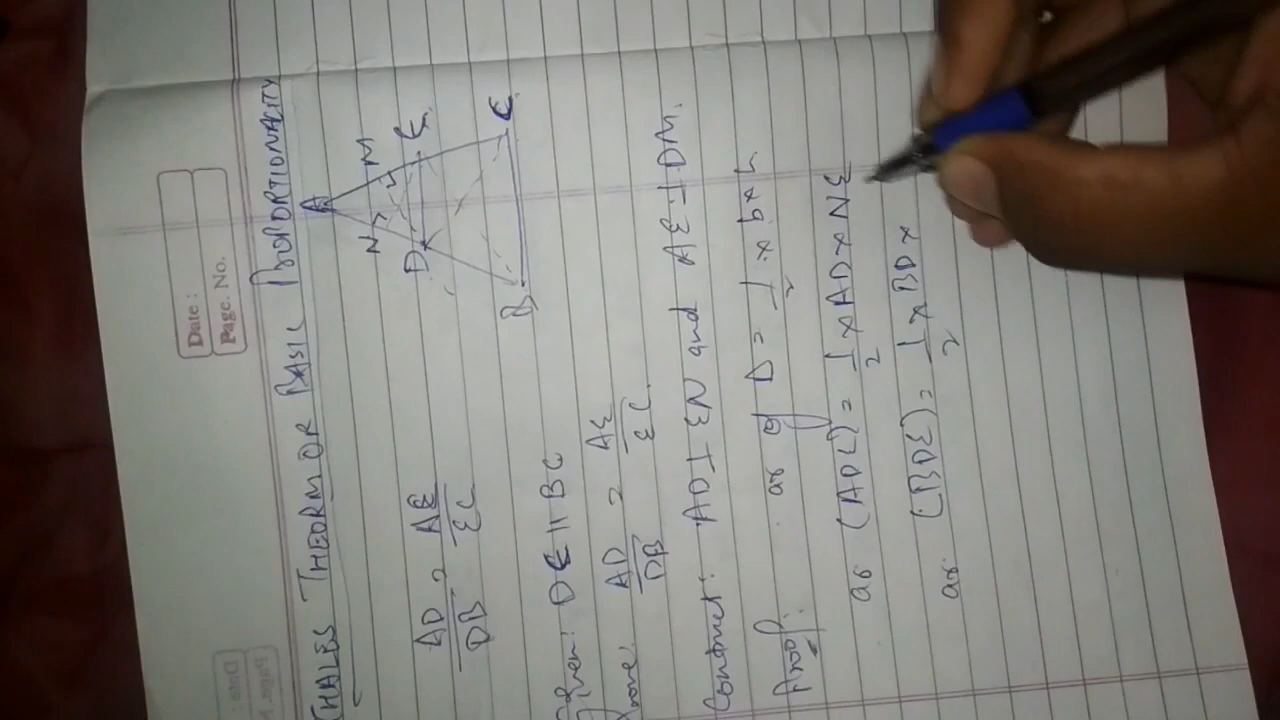 Date :
Page. No.
THALES THEORM OR BASIC PROPORTIONACITY
A
N M
D E
B C
AD/DB = AE/EC
Given: DE || BC
Prove: AD/DB = AE/EC.
Contruct: AD ⊥ EN and AE ⊥ DM.
Proof: ar of Δ = 1/2 × b × h
ar (ADE) = 1/2 × AD × NE
ar (BDE) = 1/2 × BD ×